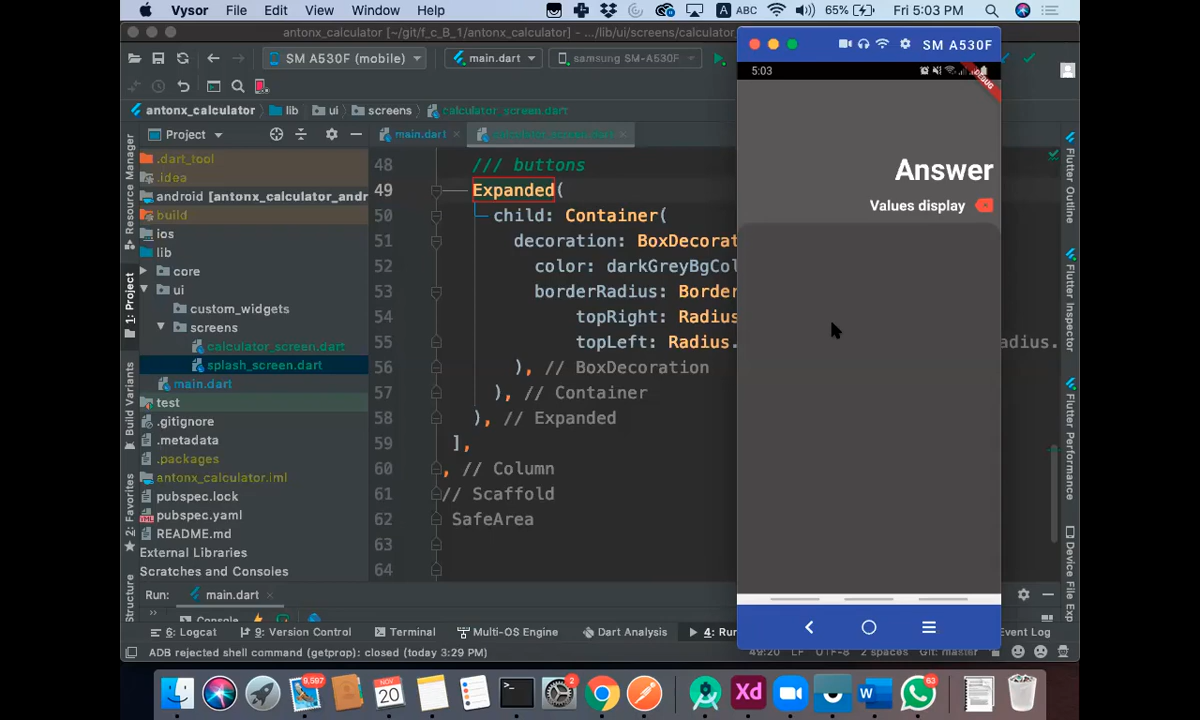 Vysor File Edit View Window Help ABC 65% Fri 5:03 PM
antonx_calculator [~/git/f_c_B_1/antonx_calculator] - .../lib/ui/screens/calculator
SM A530F (mobile) main.dart samsung SM-A530F
SM A530F
antonx_calculator lib ui screens calculator_screen.dart
Project main.dart calculator_screen.dart
5:03
DEBUG
Answer
Values display
Resource Manager
1: Project
Build Variants
2: Favorites
Structure
.dart_tool
.idea
android [antonx_calculator_andr
build
ios
lib
core
ui
custom_widgets
screens
calculator_screen.dart
splash_screen.dart
main.dart
test
.gitignore
.metadata
.packages
antonx_calculator.iml
pubspec.lock
pubspec.yaml
README.md
External Libraries
Scratches and Consoles
48 /// buttons
49 Expanded(
50 child: Container(
51 decoration: BoxDecorat
52 color: darkGreyBgCol
53 borderRadius: Border
54 topRight: Radius
55 topLeft: Radius. adius.
56 ), // BoxDecoration
57 ), // Container
58 ), // Expanded
59 ],
60 , // Column
61 // Scaffold
62 SafeArea
63
64
Flutter Outline
Flutter Inspector
Flutter Performance
Device File Exp
Run: main.dart
Console
6: Logcat 9: Version Control Terminal Multi-OS Engine Dart Analysis 4: Run Event Log
ADB rejected shell command (getprop): closed (today 3:29 PM) 49:20 LF UTF-8 2 spaces Git: master
9,597 NOV 20 2 Xd W 63